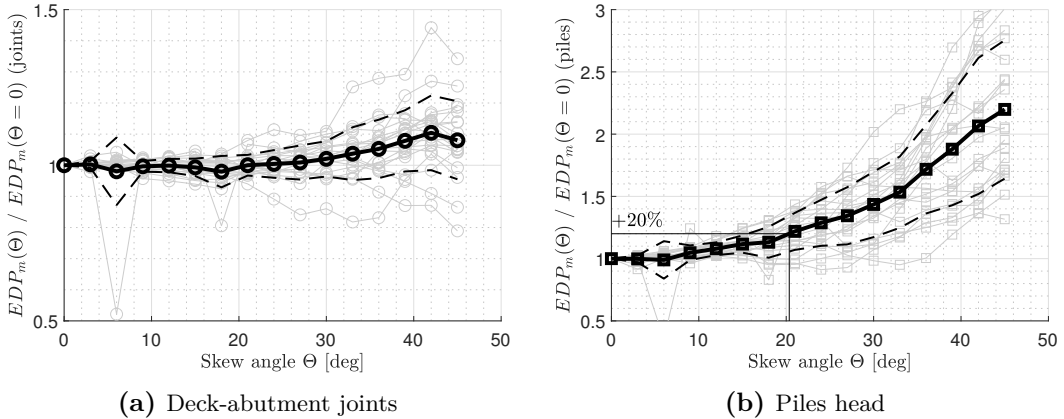 EDP_m(Θ) / EDP_m(Θ = 0) (joints)
1.5
1
0.5
0 10 20 30 40 50
Skew angle Θ [deg]
(a) Deck-abutment joints
EDP_m(Θ) / EDP_m(Θ = 0) (piles)
3
2.5
2
1.5
+20%
1
0.5
0 10 20 30 40 50
Skew angle Θ [deg]
(b) Piles head